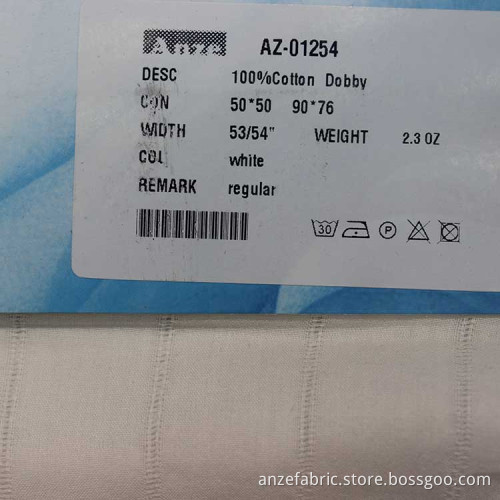 Anze AZ-01254
DESC 100%Cotton Dobby
CON 50*50 90*76
WIDTH 53/54" WEIGHT 2.3 OZ
COL white
REMARK regular
30 P
anzefabric.store.bossgoo.com